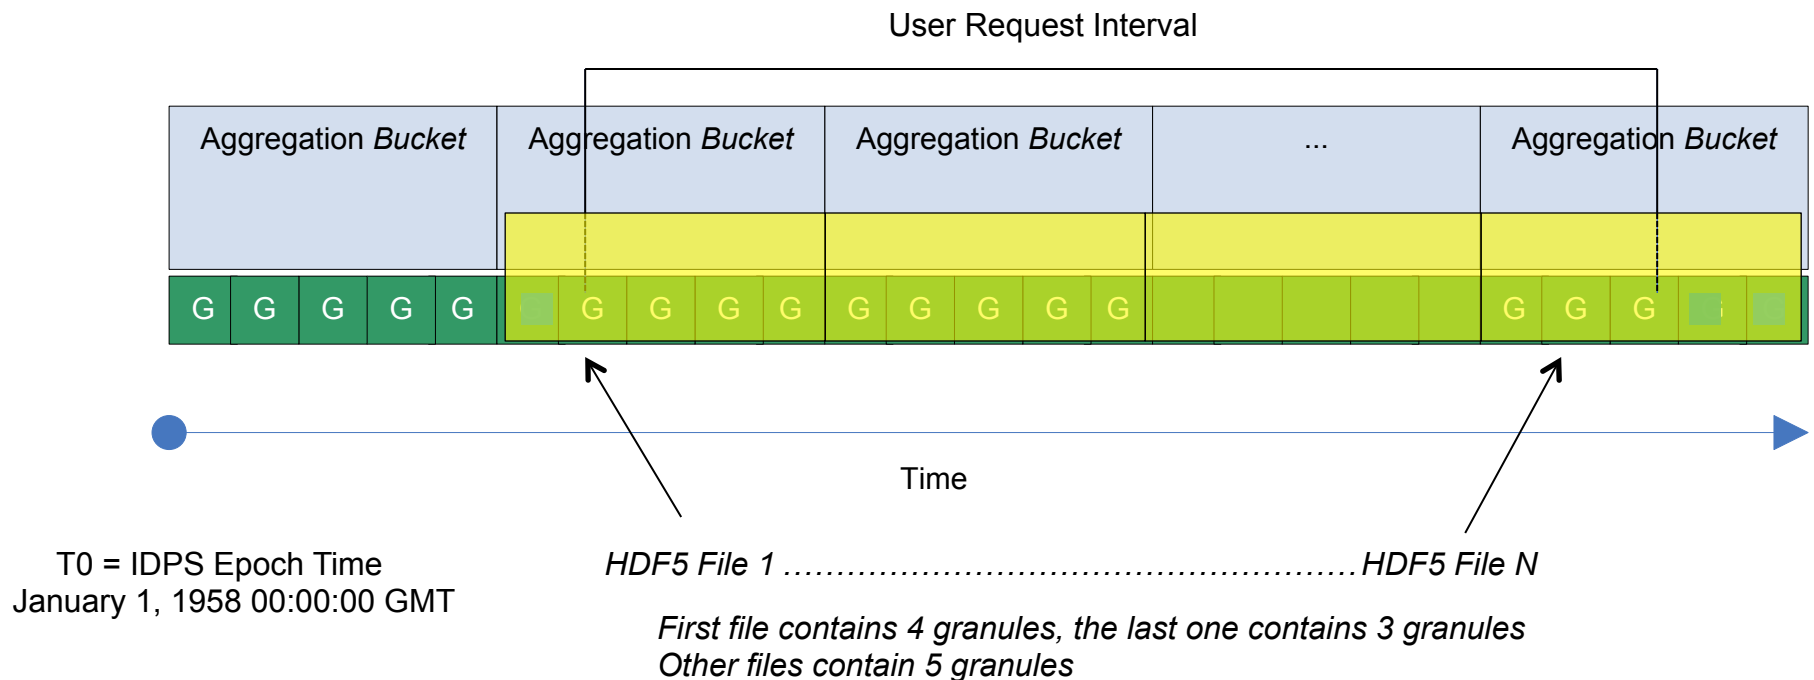 User Request Interval
Aggregation Bucket Aggregation Bucket Aggregation Bucket ... Aggregation Bucket
G G G G G G G G G G G G G G G G G
Time
T0 = IDPS Epoch Time
January 1, 1958 00:00:00 GMT
HDF5 File 1 ………………………………………………HDF5 File N
First file contains 4 granules, the last one contains 3 granules
Other files contain 5 granules